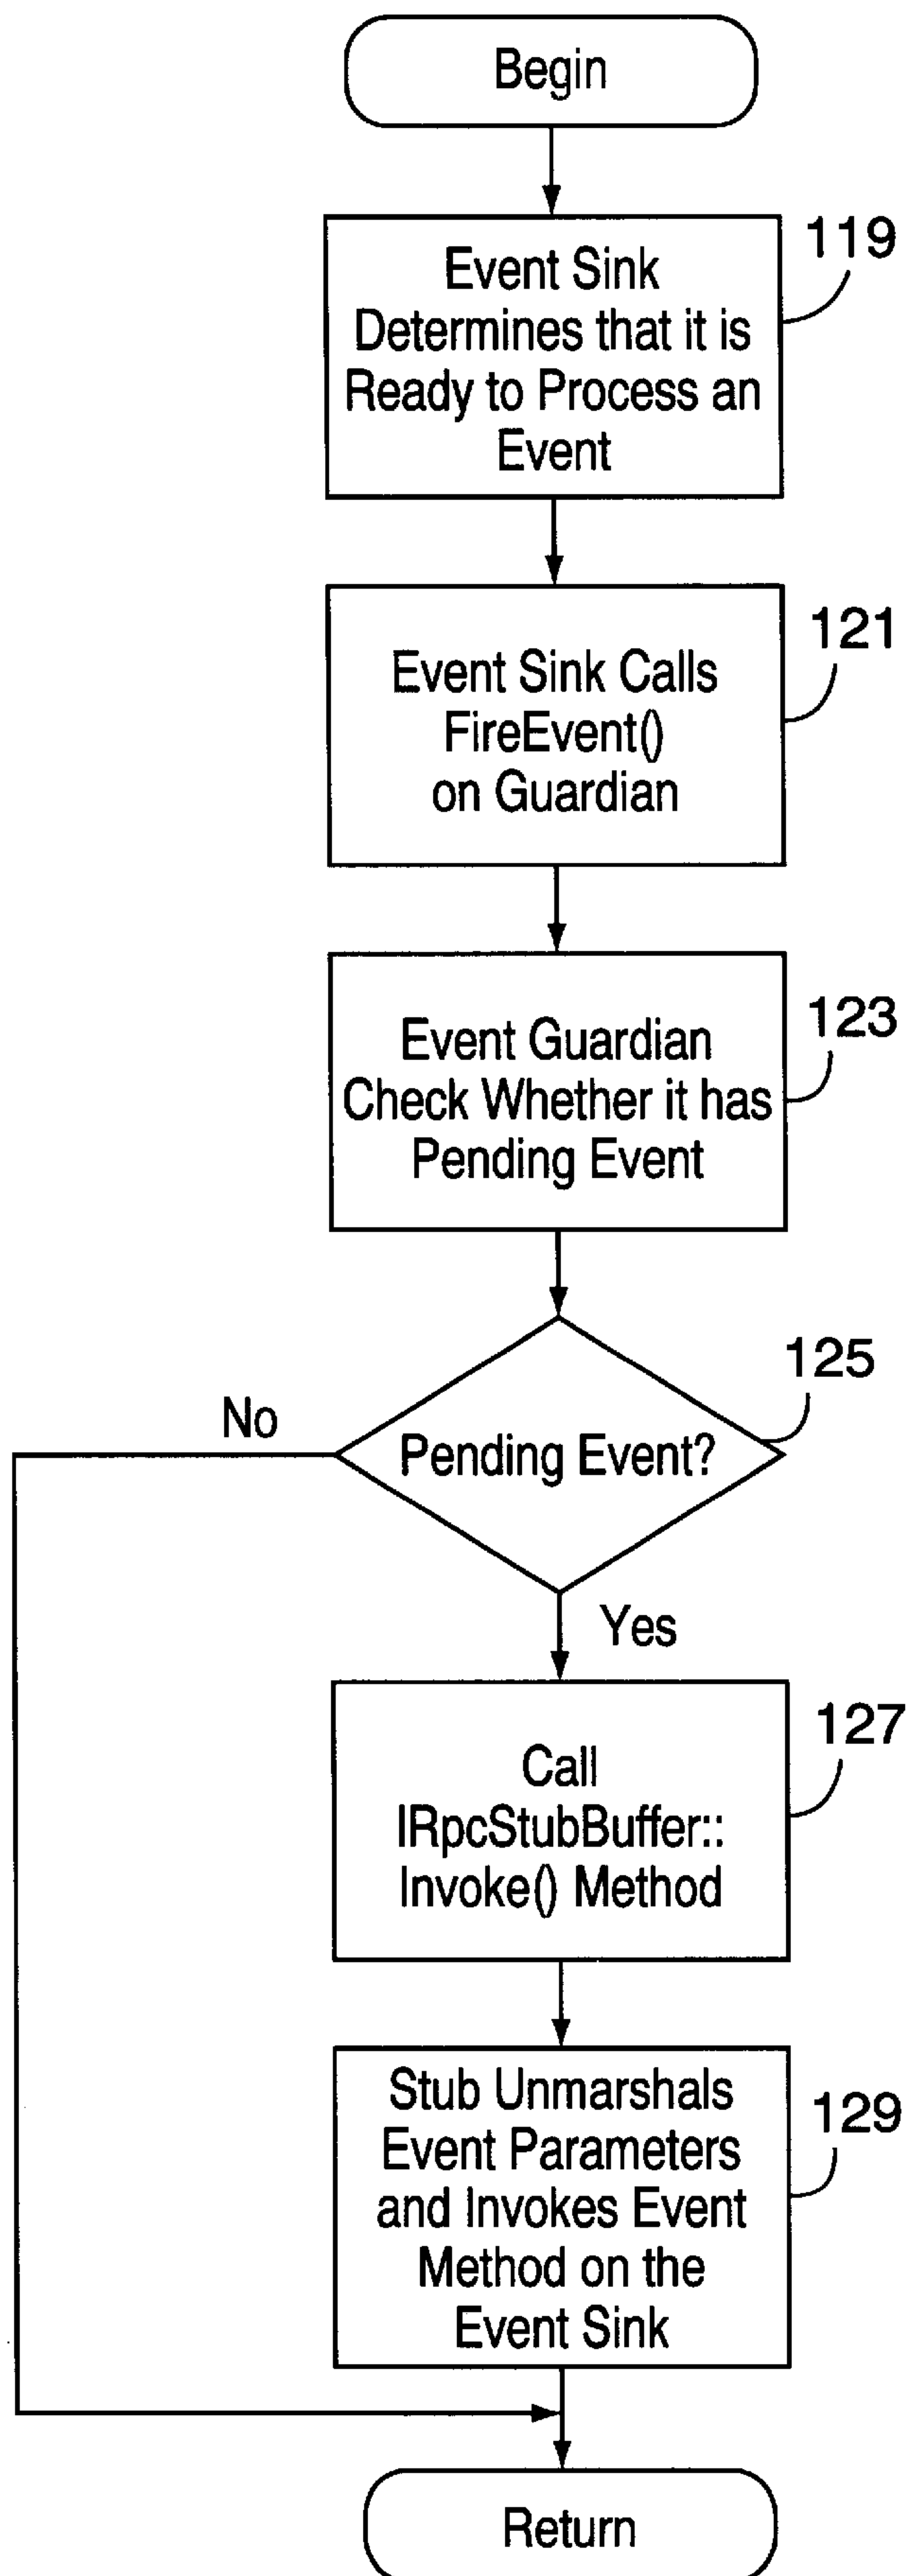 Begin
119
Event Sink
Determines that it is
Ready to Process an
Event
121
Event Sink Calls
FireEvent()
on Guardian
123
Event Guardian
Check Whether it has
Pending Event
125
No
Pending Event?
Yes
127
Call
IRpcStubBuffer::
Invoke() Method
129
Stub Unmarshals
Event Parameters
and Invokes Event
Method on the
Event Sink
Return